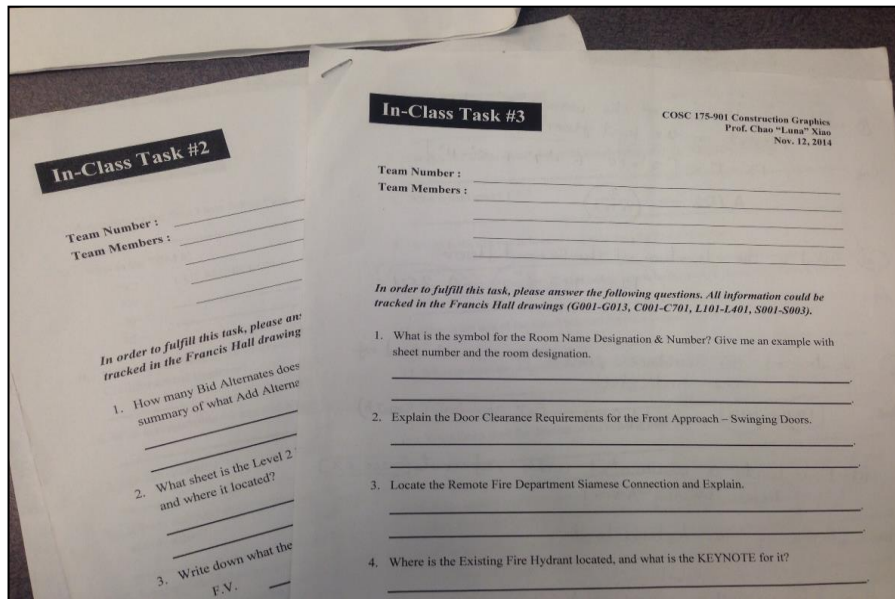 In-Class Task #2
Team Number :
Team Members :
In order to fulfill this task, please
tracked in the Francis Hall
1. How many Bid Alternates does
summary of what Add
2. What sheet is the Level 2
and where it located?
3. Write down what the
F.V.
In-Class Task #3
COSC 175-901 Construction Graphics
Prof. Chao “Luna” Xiao
Nov. 12, 2014
Team Number :
Team Members :
In order to fulfill this task, please answer the following questions. All information could be
tracked in the Francis Hall drawings (G001-G013, C001-C701, L101-L401, S001-S003).
1. What is the symbol for the Room Name Designation & Number? Give me an example with
sheet number and the room designation.
2. Explain the Door Clearance Requirements for the Front Approach – Swinging Doors.
3. Locate the Remote Fire Department Siamese Connection and Explain.
4. Where is the Existing Fire Hydrant located, and what is the KEYNOTE for it?